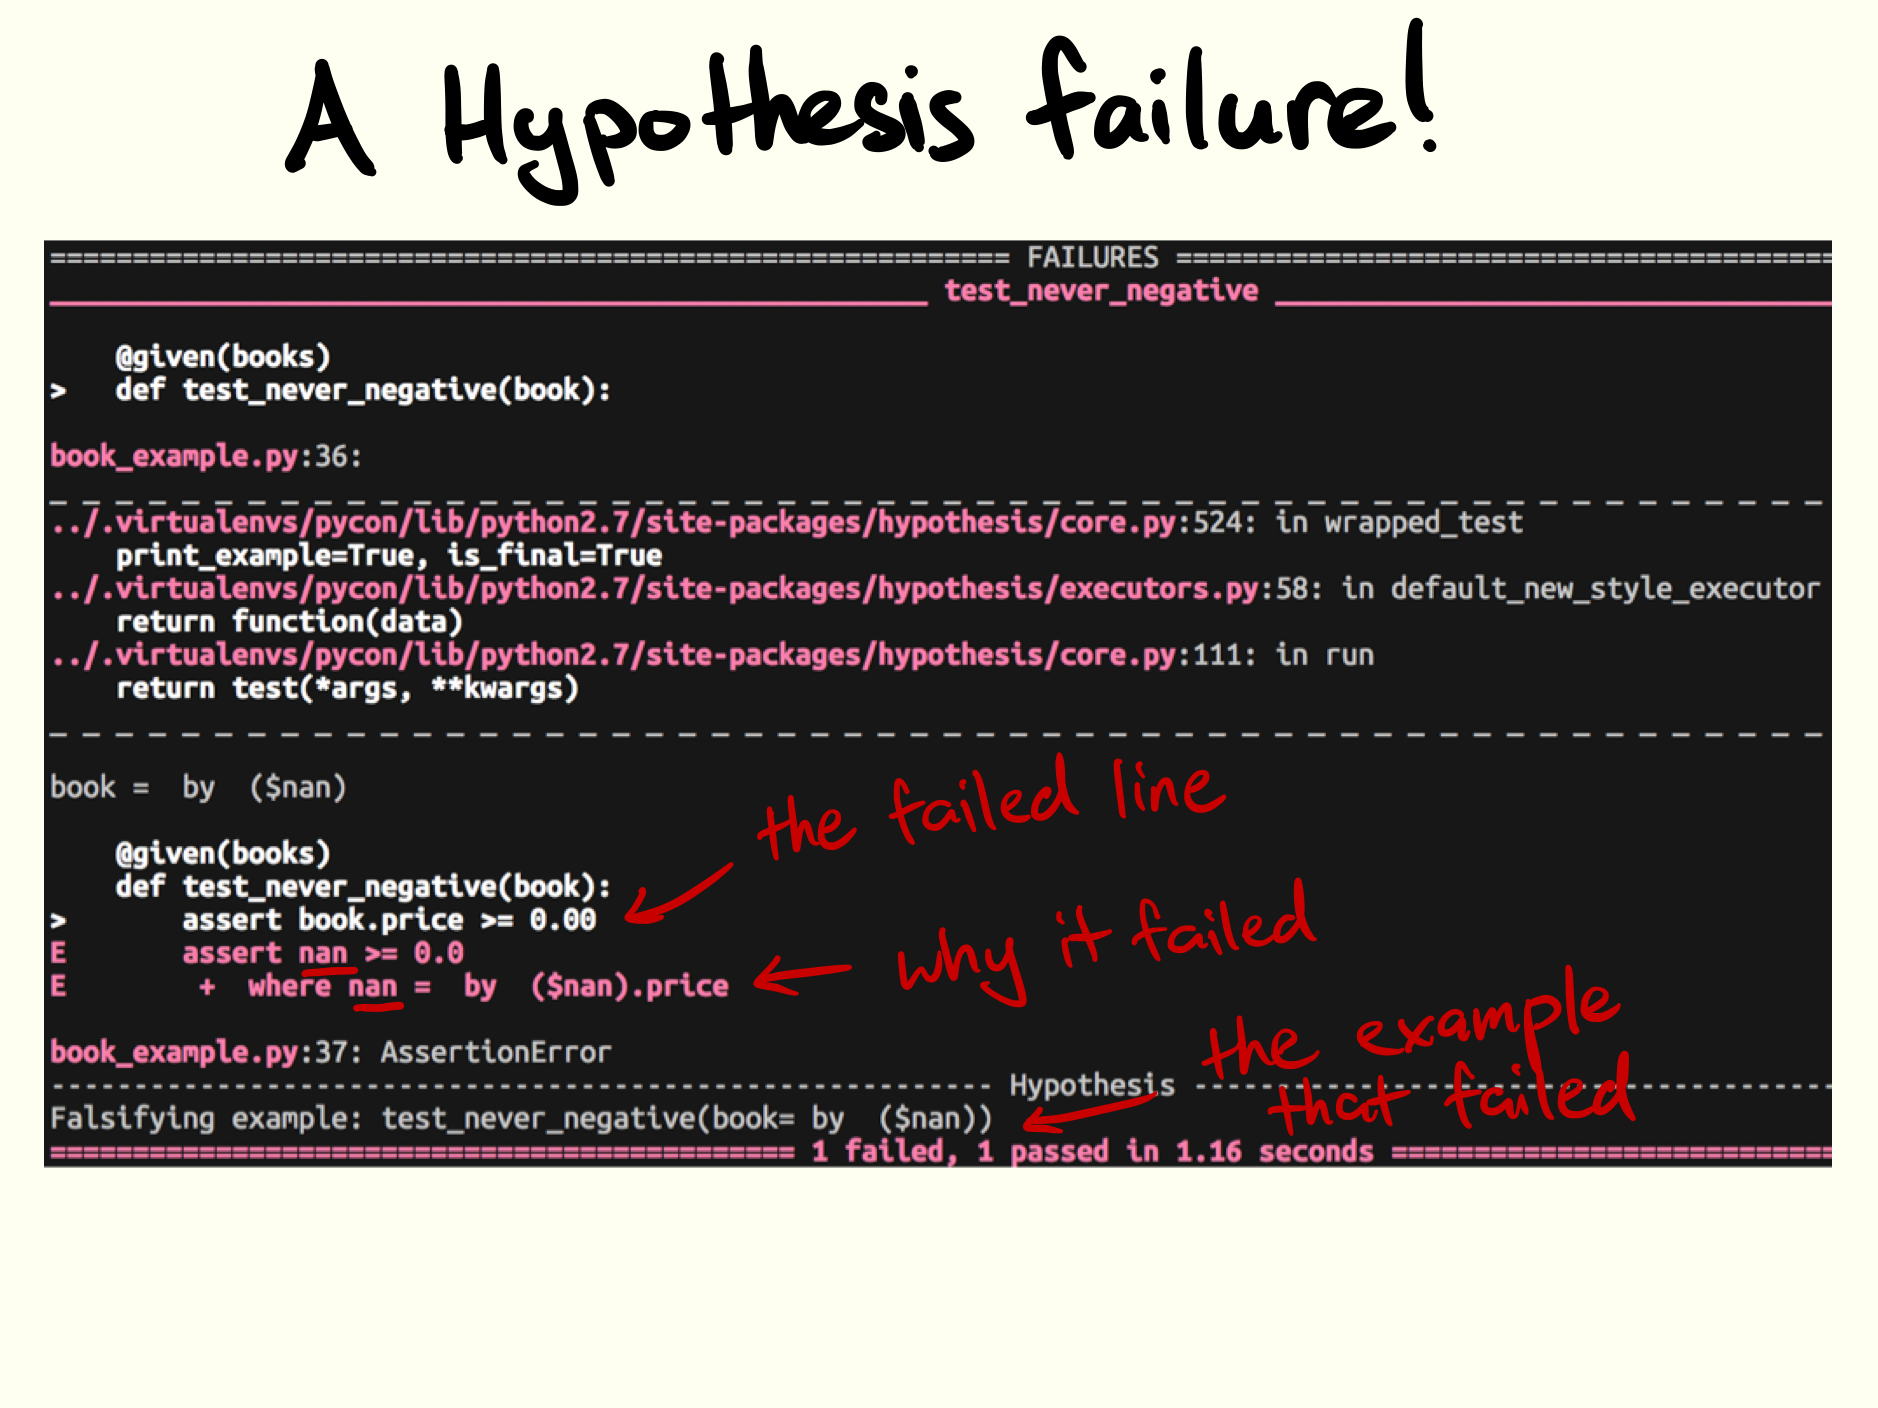 A Hypothesis failure!
==================================================== FAILURES ====================================
_____________________________________________________ test_never_negative __________________________________

    @given(books)
>   def test_never_negative(book):

book_example.py:36:
_ _ _ _ _ _ _ _ _ _ _ _ _ _ _ _ _ _ _ _ _ _ _ _ _ _ _ _ _ _ _ _ _ _ _ _ _ _ _ _ _ _ _ _ _ _ _ _ _ _ _ _ _ _
../.virtualenvs/pycon/lib/python2.7/site-packages/hypothesis/core.py:524: in wrapped_test
    print_example=True, is_final=True
../.virtualenvs/pycon/lib/python2.7/site-packages/hypothesis/executors.py:58: in default_new_style_executor
    return function(data)
../.virtualenvs/pycon/lib/python2.7/site-packages/hypothesis/core.py:111: in run
    return test(*args, **kwargs)
_ _ _ _ _ _ _ _ _ _ _ _ _ _ _ _ _ _ _ _ _ _ _ _ _ _ _ _ _ _ _ _ _ _ _ _ _ _ _ _ _ _ _ _ _ _ _ _ _ _ _ _ _ _

book =  by  ($nan)
the failed line

    @given(books)
    def test_never_negative(book):
>       assert book.price >= 0.00
E       assert nan >= 0.0
E        +  where nan =  by  ($nan).price
why it failed

book_example.py:37: AssertionError
the example
that failed
--------------------------------------------------------- Hypothesis ---------------------------------------
Falsifying example: test_never_negative(book= by  ($nan))
============================================= 1 failed, 1 passed in 1.16 seconds ===========================